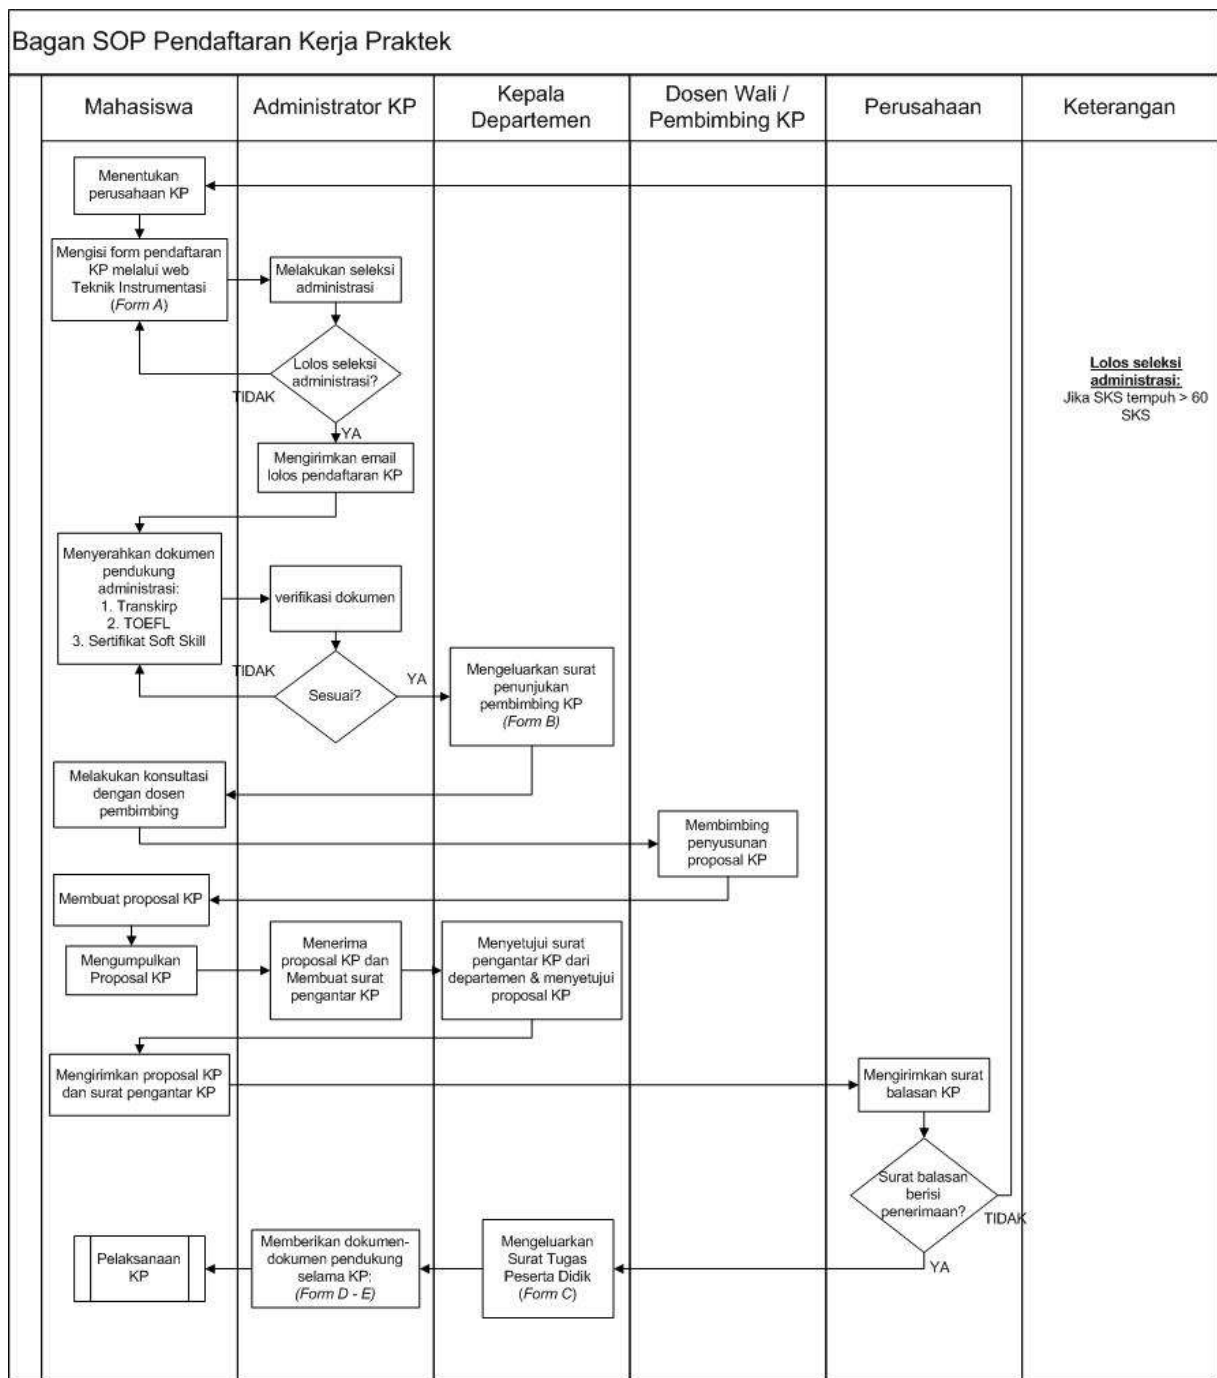 Bagan SOP Pendaftaran Kerja Praktek
Mahasiswa
Administrator KP
Kepala
Departemen
Dosen Wali /
Pembimbing KP
Perusahaan
Keterangan
Menentukan
perusahaan KP
Mengisi form pendaftaran
KP melalui web
Teknik Instrumentasi
(Form A)
Melakukan seleksi
administrasi
Lolos seleksi
administrasi?
TIDAK
YA
Lolos seleksi
administrasi:
Jika SKS tempuh > 60
SKS
Mengirimkan email
lolos pendaftaran KP
Menyerahkan dokumen
pendukung
administrasi:
1. Transkirp
2. TOEFL
3. Sertifikat Soft Skill
verifikasi dokumen
Sesuai?
TIDAK
YA
Mengeluarkan surat
penunjukan
pembimbing KP
(Form B)
Melakukan konsultasi
dengan dosen
pembimbing
Membimbing
penyusunan
proposal KP
Membuat proposal KP
Mengumpulkan
Proposal KP
Menerima
proposal KP dan
Membuat surat
pengantar KP
Menyetujui surat
pengantar KP dari
departemen & menyetujui
proposal KP
Mengirimkan proposal KP
dan surat pengantar KP
Mengirimkan surat
balasan KP
Surat balasan
berisi
penerimaan?
TIDAK
YA
Mengeluarkan
Surat Tugas
Peserta Didik
(Form C)
Memberikan dokumen-
dokumen pendukung
selama KP:
(Form D - E)
Pelaksanaan
KP